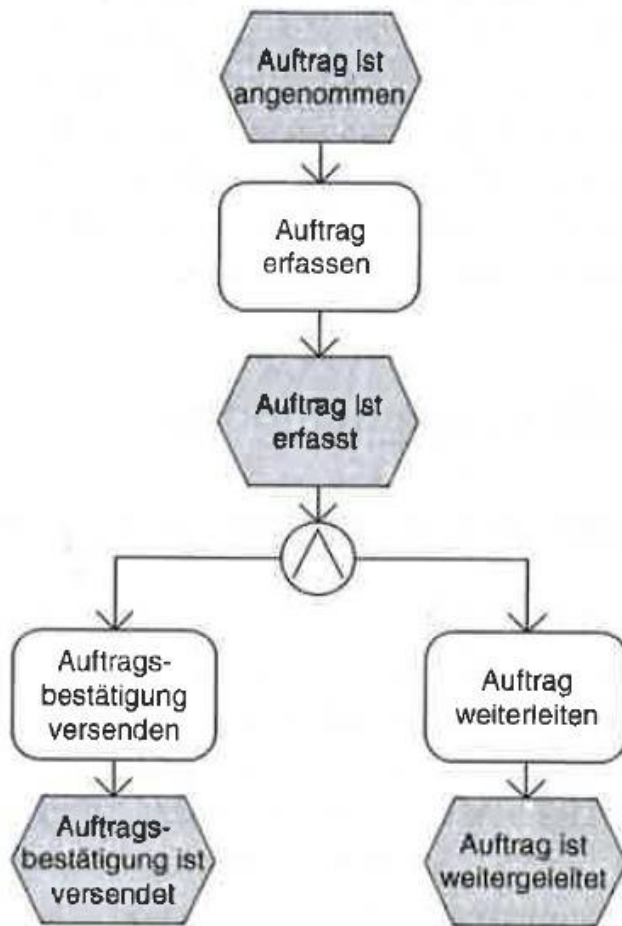 Auftrag ist
angenommen
Auftrag
erfassen
Auftrag ist
erfasst
Auftrags-
bestätigung
versenden
Auftrag
weiterleiten
Auftrags-
bestätigung ist
versendet
Auftrag ist
weitergeleitet